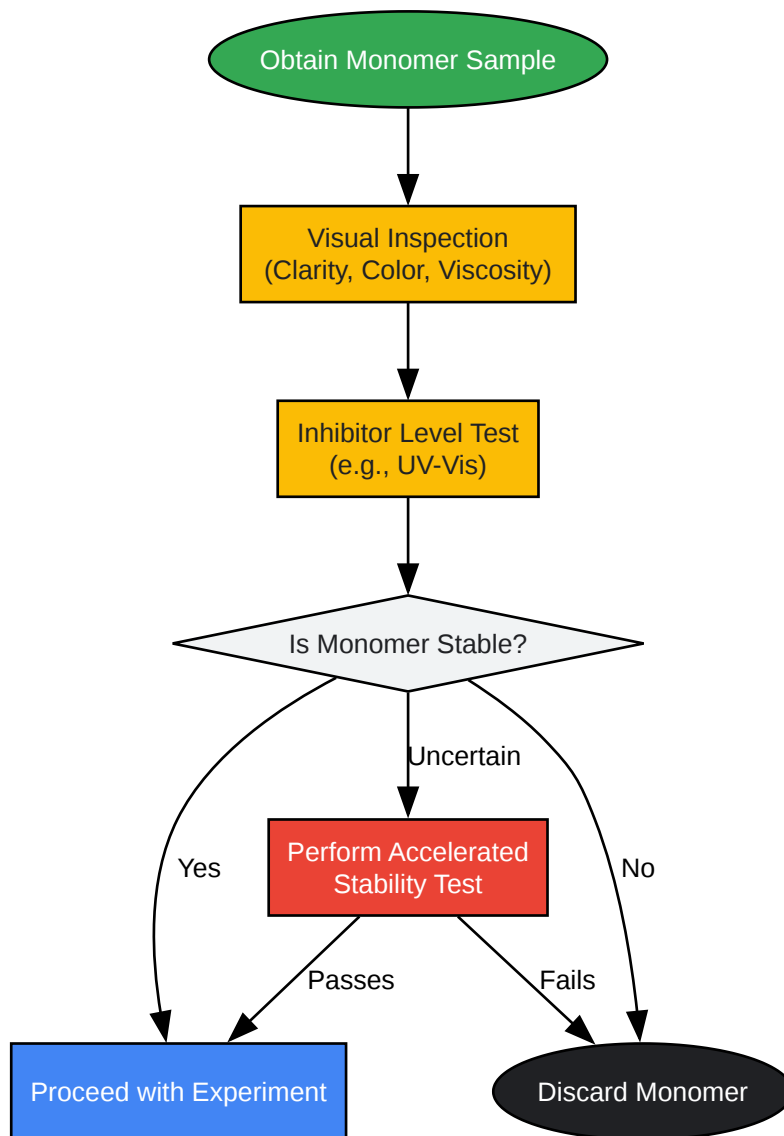 Obtain Monomer Sample
Visual Inspection
(Clarity, Color, Viscosity)
Inhibitor Level Test
(e.g., UV-Vis)
Is Monomer Stable?
Uncertain
Yes
Perform Accelerated
Stability Test
No
Passes
Fails
Proceed with Experiment
Discard Monomer